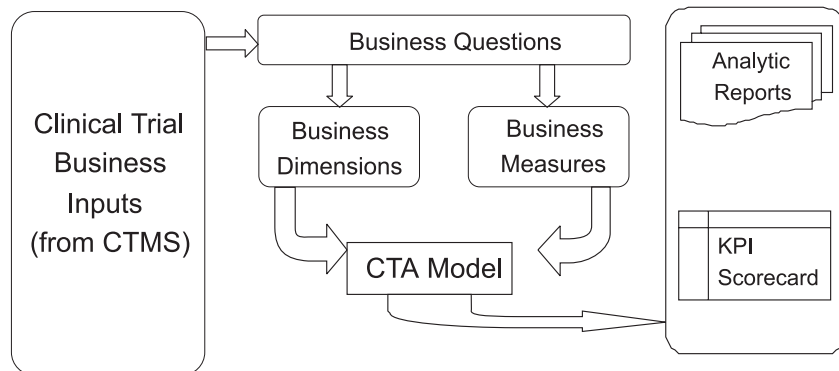 Clinical Trial
Business
Inputs
(from CTMS)
Business Questions
Business
Dimensions
Business
Measures
CTA Model
Analytic
Reports
KPI
Scorecard